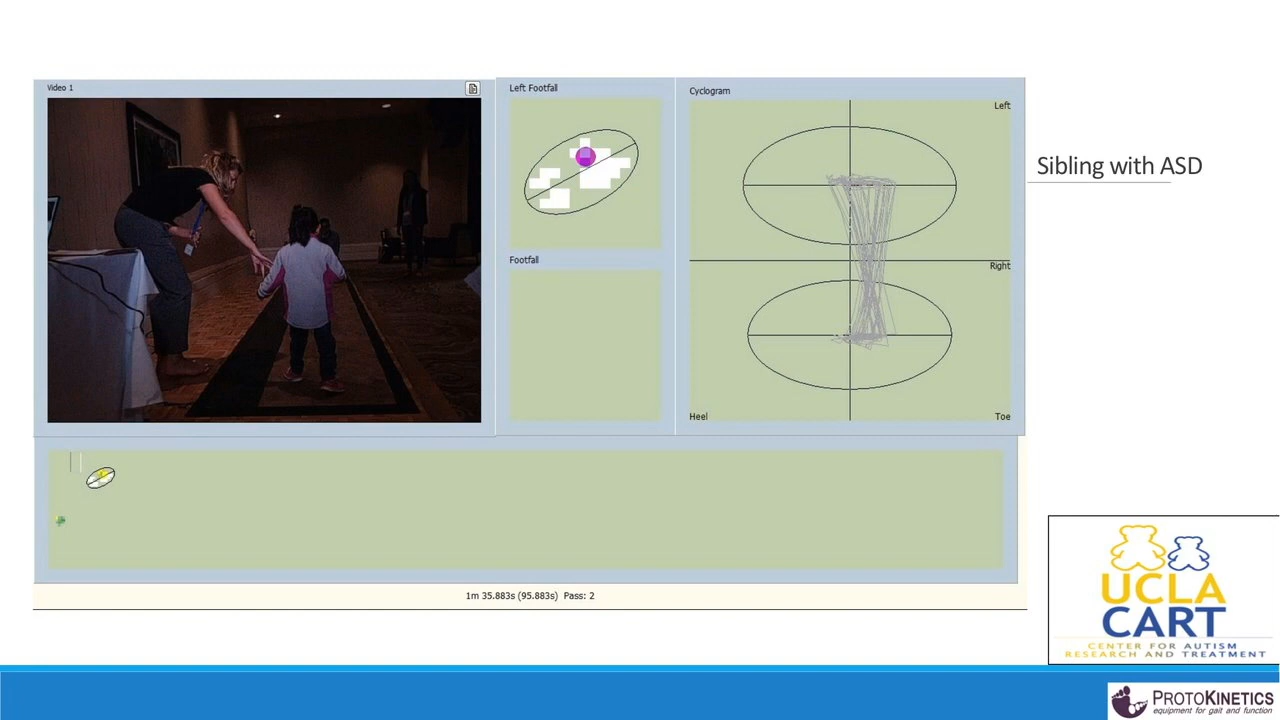 Video 1
Left Footfall
Cyclogram
Left
Sibling with ASD
Footfall
Right
Heel
Toe
1m 35.883s (95.883s) Pass: 2
UCLA
CART
CENTER FOR AUTISM
RESEARCH AND TREATMENT
PROTOKINETICS
equipment for gait and function